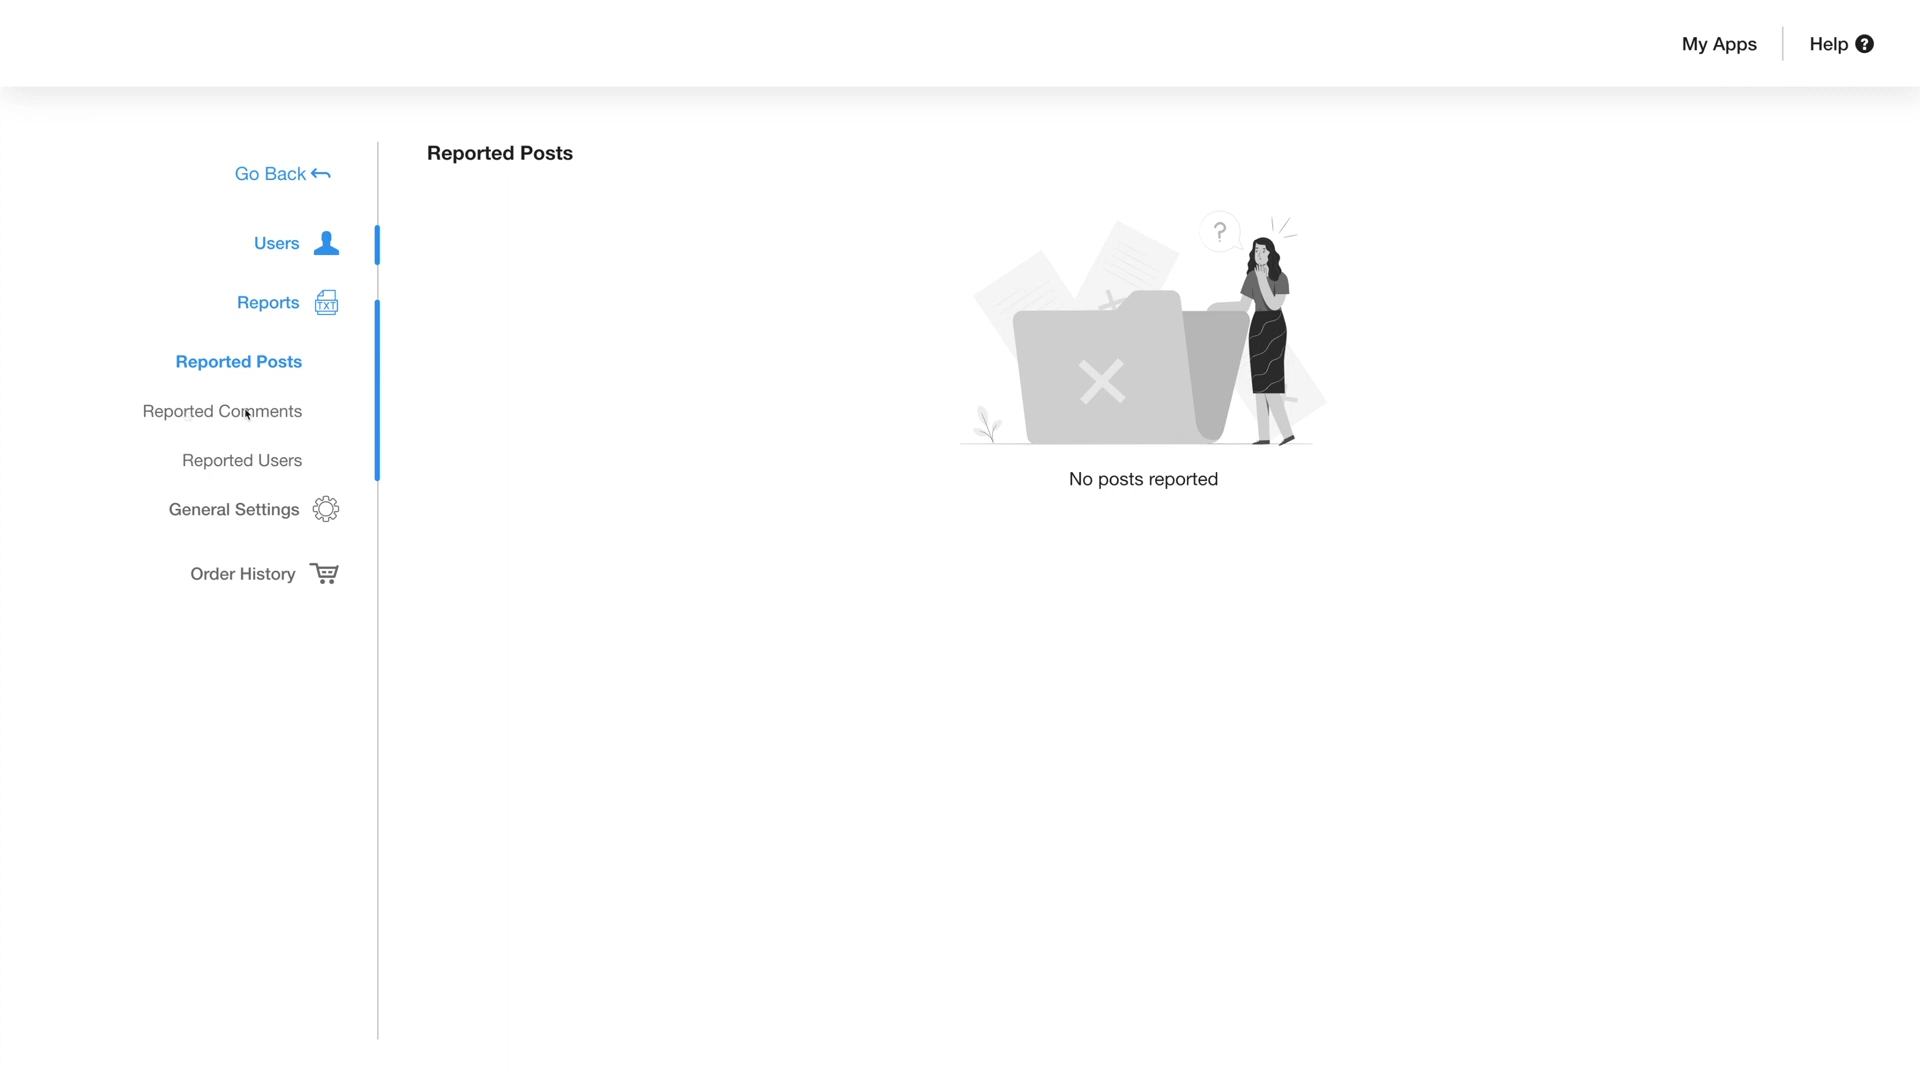 My Apps
Help ?
Reported Posts
Go Back
?
Users
Reports
TXT
Reported Posts
Reported Comments
Reported Users
General Settings
Order History
No posts reported